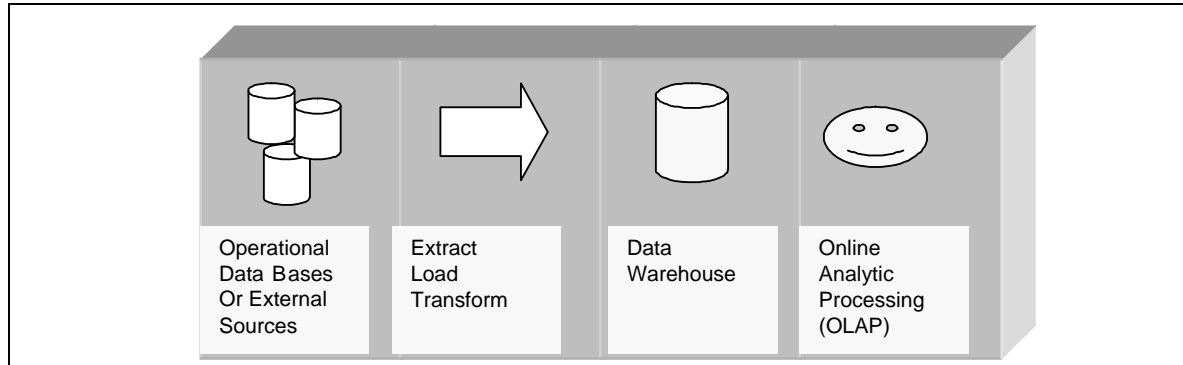 Operational
Data Bases
Or External
Sources
Extract
Load
Transform
Data
Warehouse
Online
Analytic
Processing
(OLAP)